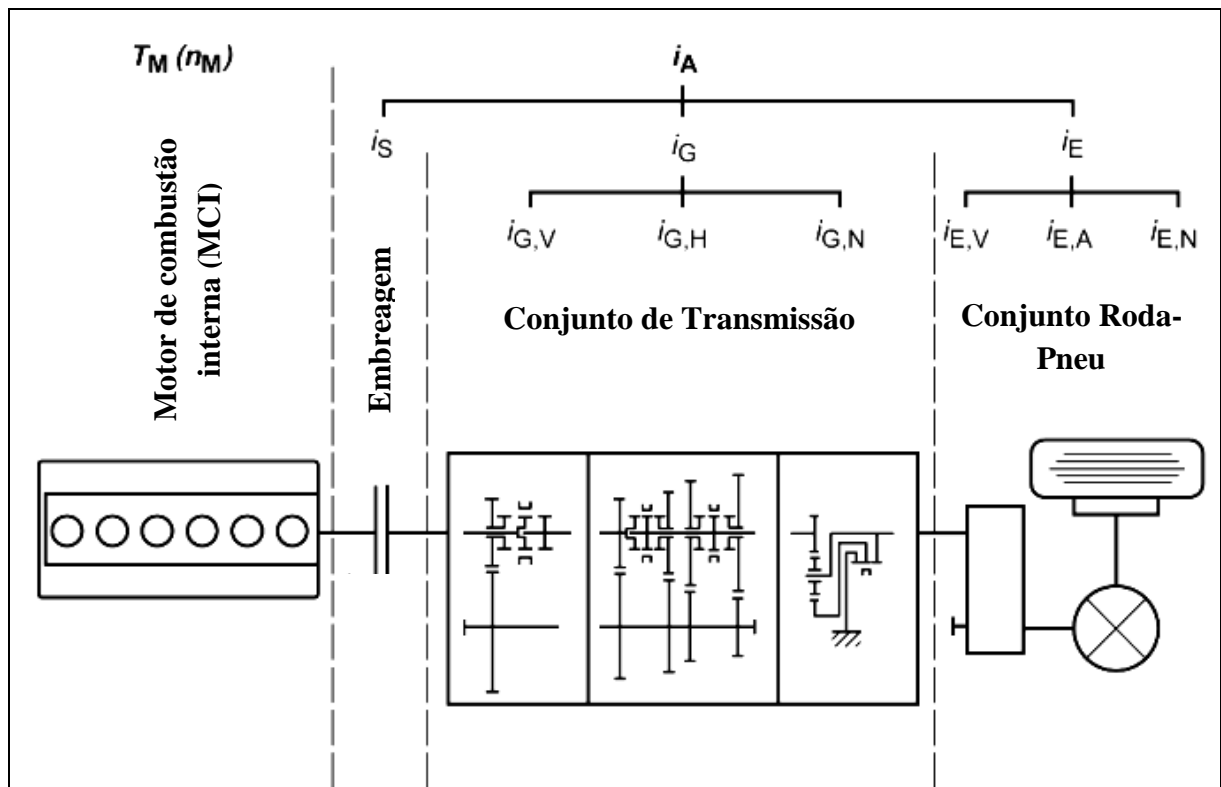 T_M (n_M)
i_A
i_S
i_G
i_E
i_G,V
i_G,H
i_G,N
i_E,V
i_E,A
i_E,N
Motor de combustão
interna (MCI)
Embreagem
Conjunto de Transmissão
Conjunto Roda-
Pneu